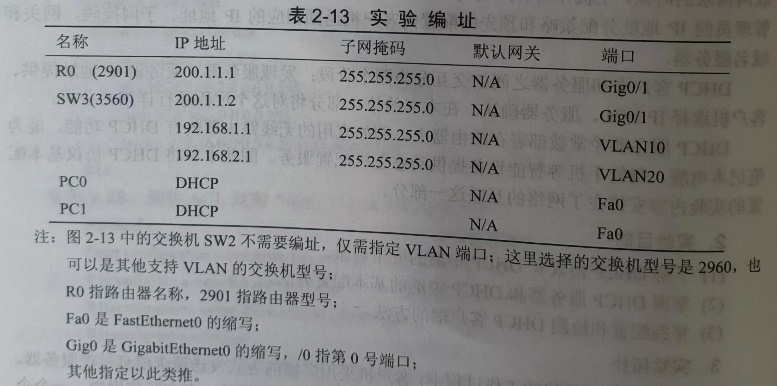 表2-13 实验编址
名称 IP 地址 子网掩码 默认网关 端口
R0 (2901) 200.1.1.1 255.255.255.0 N/A Gig0/1
SW3(3560) 200.1.1.2 255.255.255.0 N/A Gig0/1
192.168.1.1 255.255.255.0 N/A VLAN10
192.168.2.1 255.255.255.0 N/A VLAN20
PC0 DHCP N/A Fa0
PC1 DHCP N/A Fa0
注：图 2-13 中的交换机 SW2 不需要编址，仅需指定 VLAN 端口；这里选择的交换机型号是 2960，也
可以是其他支持 VLAN 的交换机型号；
R0 指路由器名称，2901 指路由器型号；
Fa0 是 FastEthernet0 的缩写；
Gig0 是 GigabitEthernet0 的缩写，/0 指第 0 号端口；
其他指定以此类推。